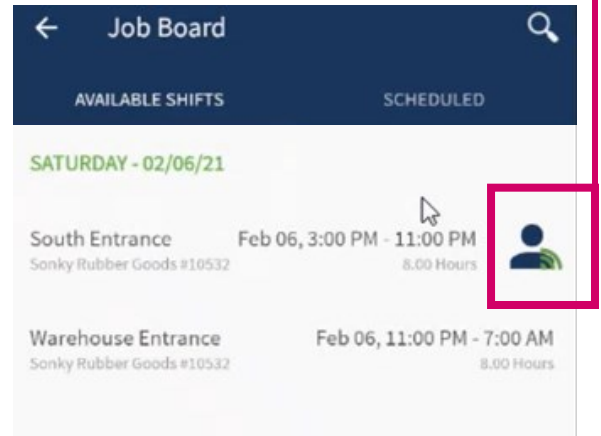 Job Board
AVAILABLE SHIFTS SCHEDULED
SATURDAY - 02/06/21
South Entrance Feb 06, 3:00 PM - 11:00 PM
Sonky Rubber Goods #10532 8.00 Hours
Warehouse Entrance Feb 06, 11:00 PM - 7:00 AM
Sonky Rubber Goods #10532 8.00 Hours